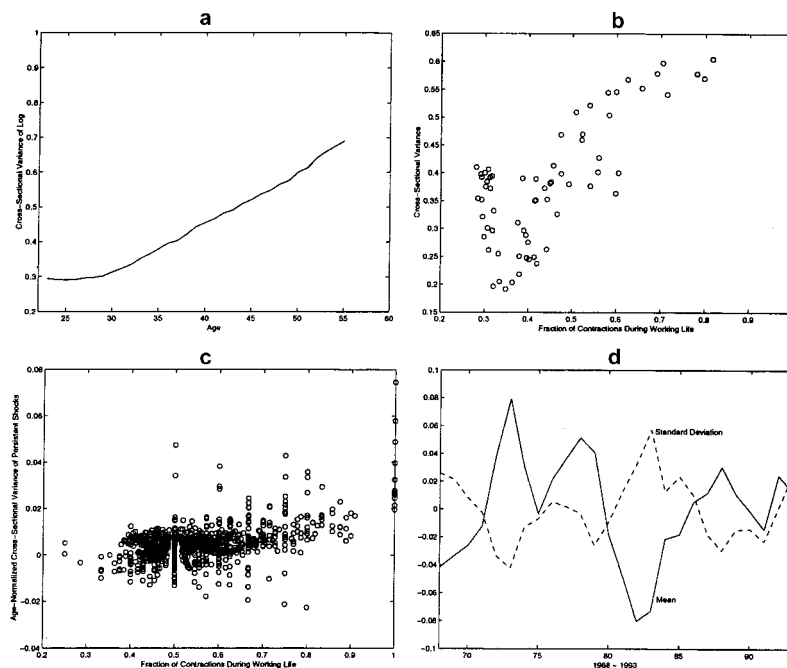 a
1
0.9
0.8
0.7
0.6
0.5
0.4
0.3
0.2
25 30 35 40 45 50 55 60
Age
Cross-Sectional Variance of Log
b
0.65
0.6
0.55
0.5
0.45
0.4
0.35
0.3
0.25
0.2
0.15
0.2 0.3 0.4 0.5 0.6 0.7 0.8 0.9
Fraction of Contractions During Working Life
Cross-Sectional Variance
c
0.08
0.06
0.04
0.02
0
-0.02
-0.04
0.2 0.3 0.4 0.5 0.6 0.7 0.8 0.9 1
Fraction of Contractions During Working Life
Age-Normalized Cross-Sectional Variance of Persistent Shocks
d
0.1
0.08
0.06
0.04
0.02
0
-0.02
-0.04
-0.06
-0.08
-0.1
Standard Deviation
Mean
70 75 80 85 90
1968 - 1993